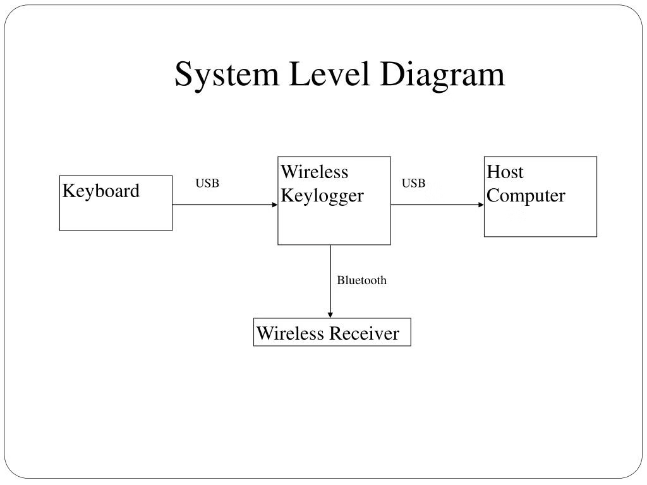 System Level Diagram
Keyboard
USB
Wireless
Keylogger
USB
Host
Computer
Bluetooth
Wireless Receiver